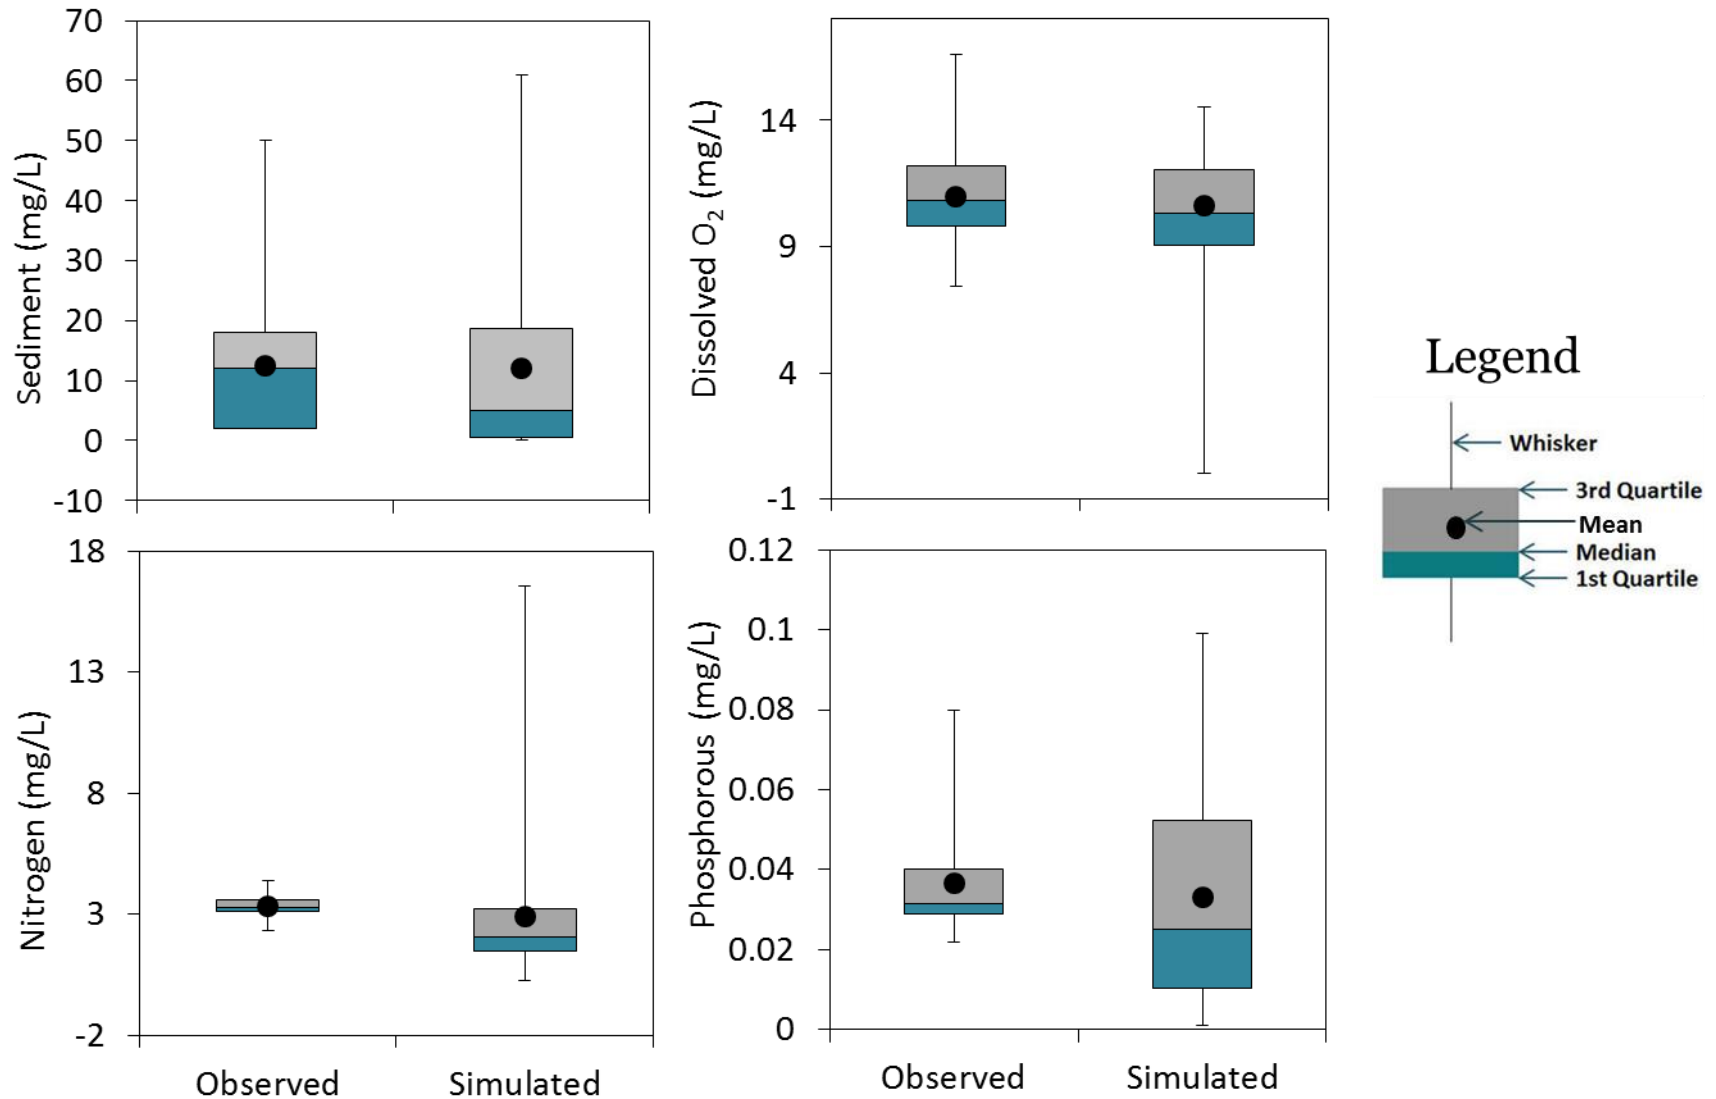 Sediment (mg/L)
70
60
50
40
30
20
10
0
-10
Dissolved O2 (mg/L)
14
9
4
-1
Legend
Whisker
3rd Quartile
Mean
Median
1st Quartile
Nitrogen (mg/L)
18
13
8
3
-2
Observed
Simulated
Phosphorous (mg/L)
0.12
0.1
0.08
0.06
0.04
0.02
0
Observed
Simulated